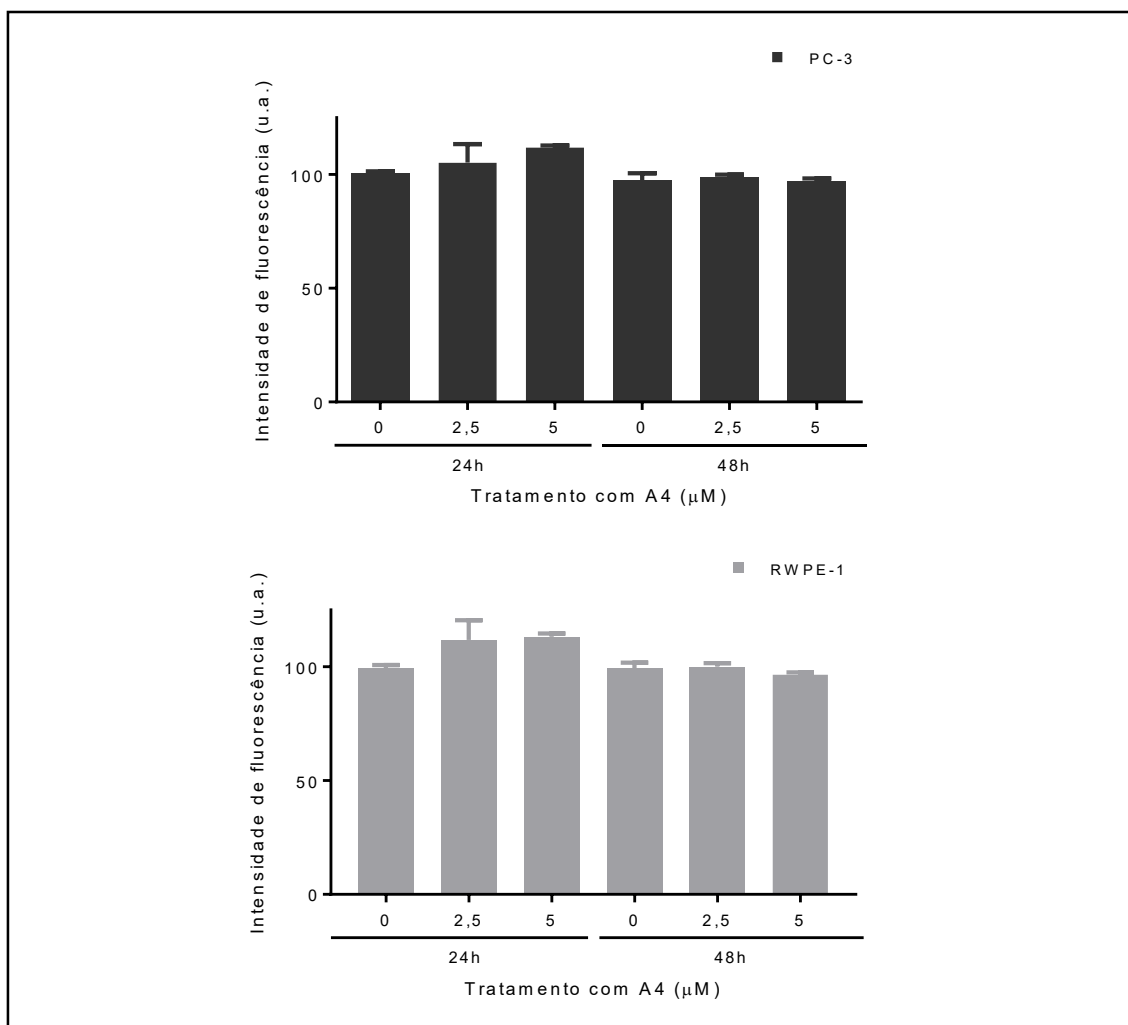 PC-3
Intensidade de fluorescência (u.a.)
100
50
0
0 2,5 5 0 2,5 5
24h 48h
Tratamento com A4 (μM)
RWPE-1
Intensidade de fluorescência (u.a.)
100
50
0
0 2,5 5 0 2,5 5
24h 48h
Tratamento com A4 (μM)